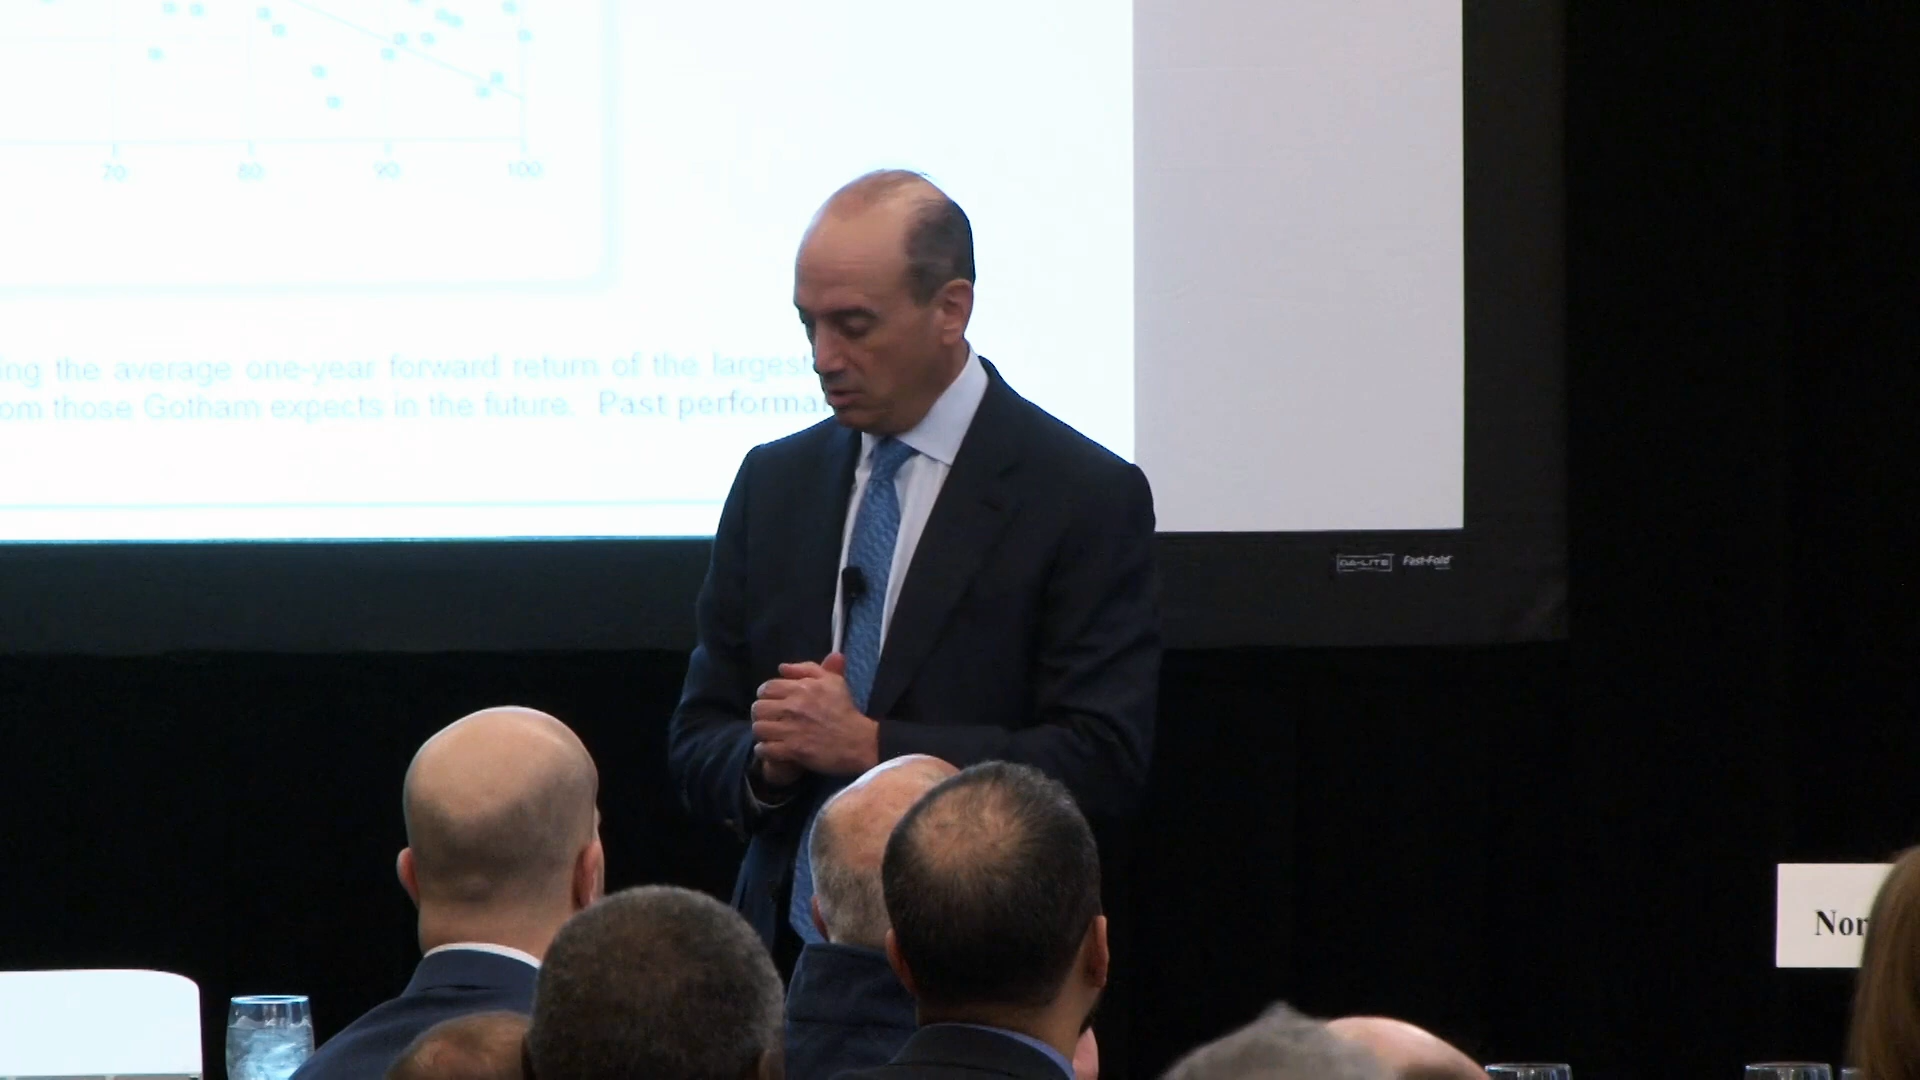 70 80 90 100
ing the average one-year forward return of the largest
om those Gotham expects in the future. Past performa
DA-LITE Fast-Fold
Nor